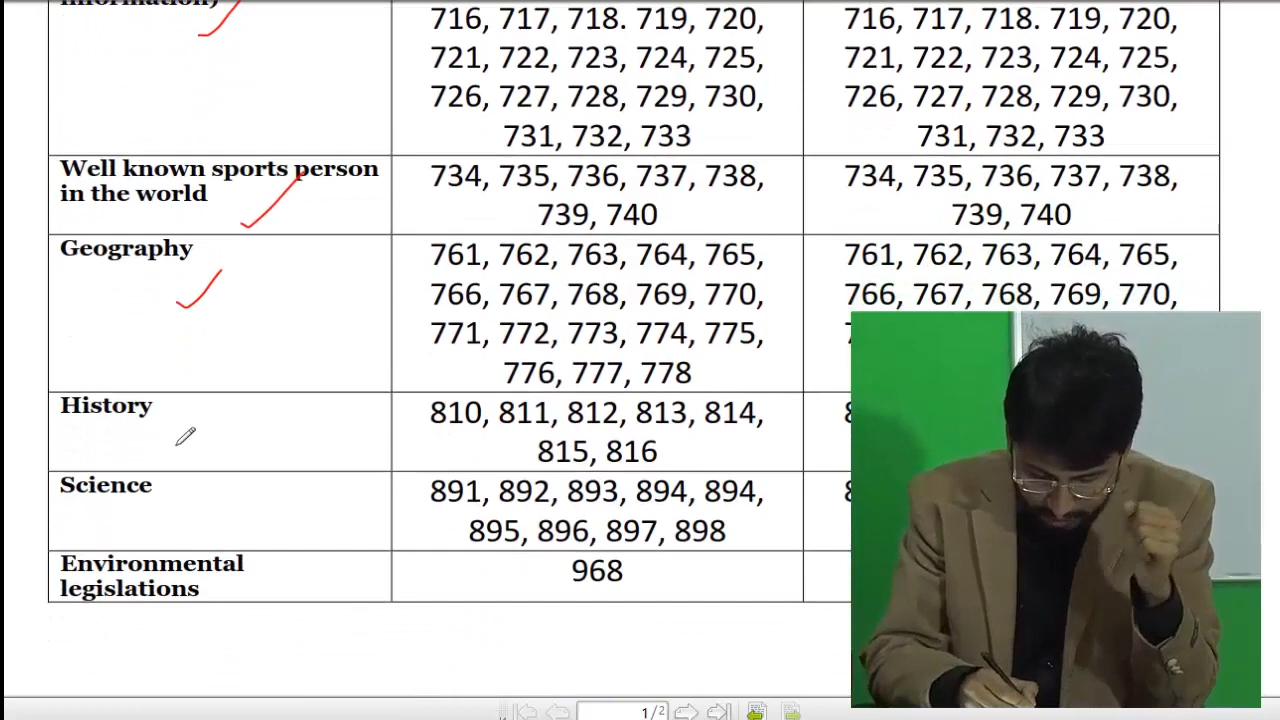 716, 717, 718. 719, 720, 716, 717, 718. 719, 720,
721, 722, 723, 724, 725, 721, 722, 723, 724, 725,
726, 727, 728, 729, 730, 726, 727, 728, 729, 730,
731, 732, 733 731, 732, 733
Well known sports person 734, 735, 736, 737, 738, 734, 735, 736, 737, 738,
in the world 739, 740 739, 740
Geography 761, 762, 763, 764, 765, 761, 762, 763, 764, 765,
766, 767, 768, 769, 770, 766, 767, 768, 769, 770,
771, 772, 773, 774, 775,
776, 777, 778
History 810, 811, 812, 813, 814,
815, 816
Science 891, 892, 893, 894, 894,
895, 896, 897, 898
Environmental 968
legislations
1/2